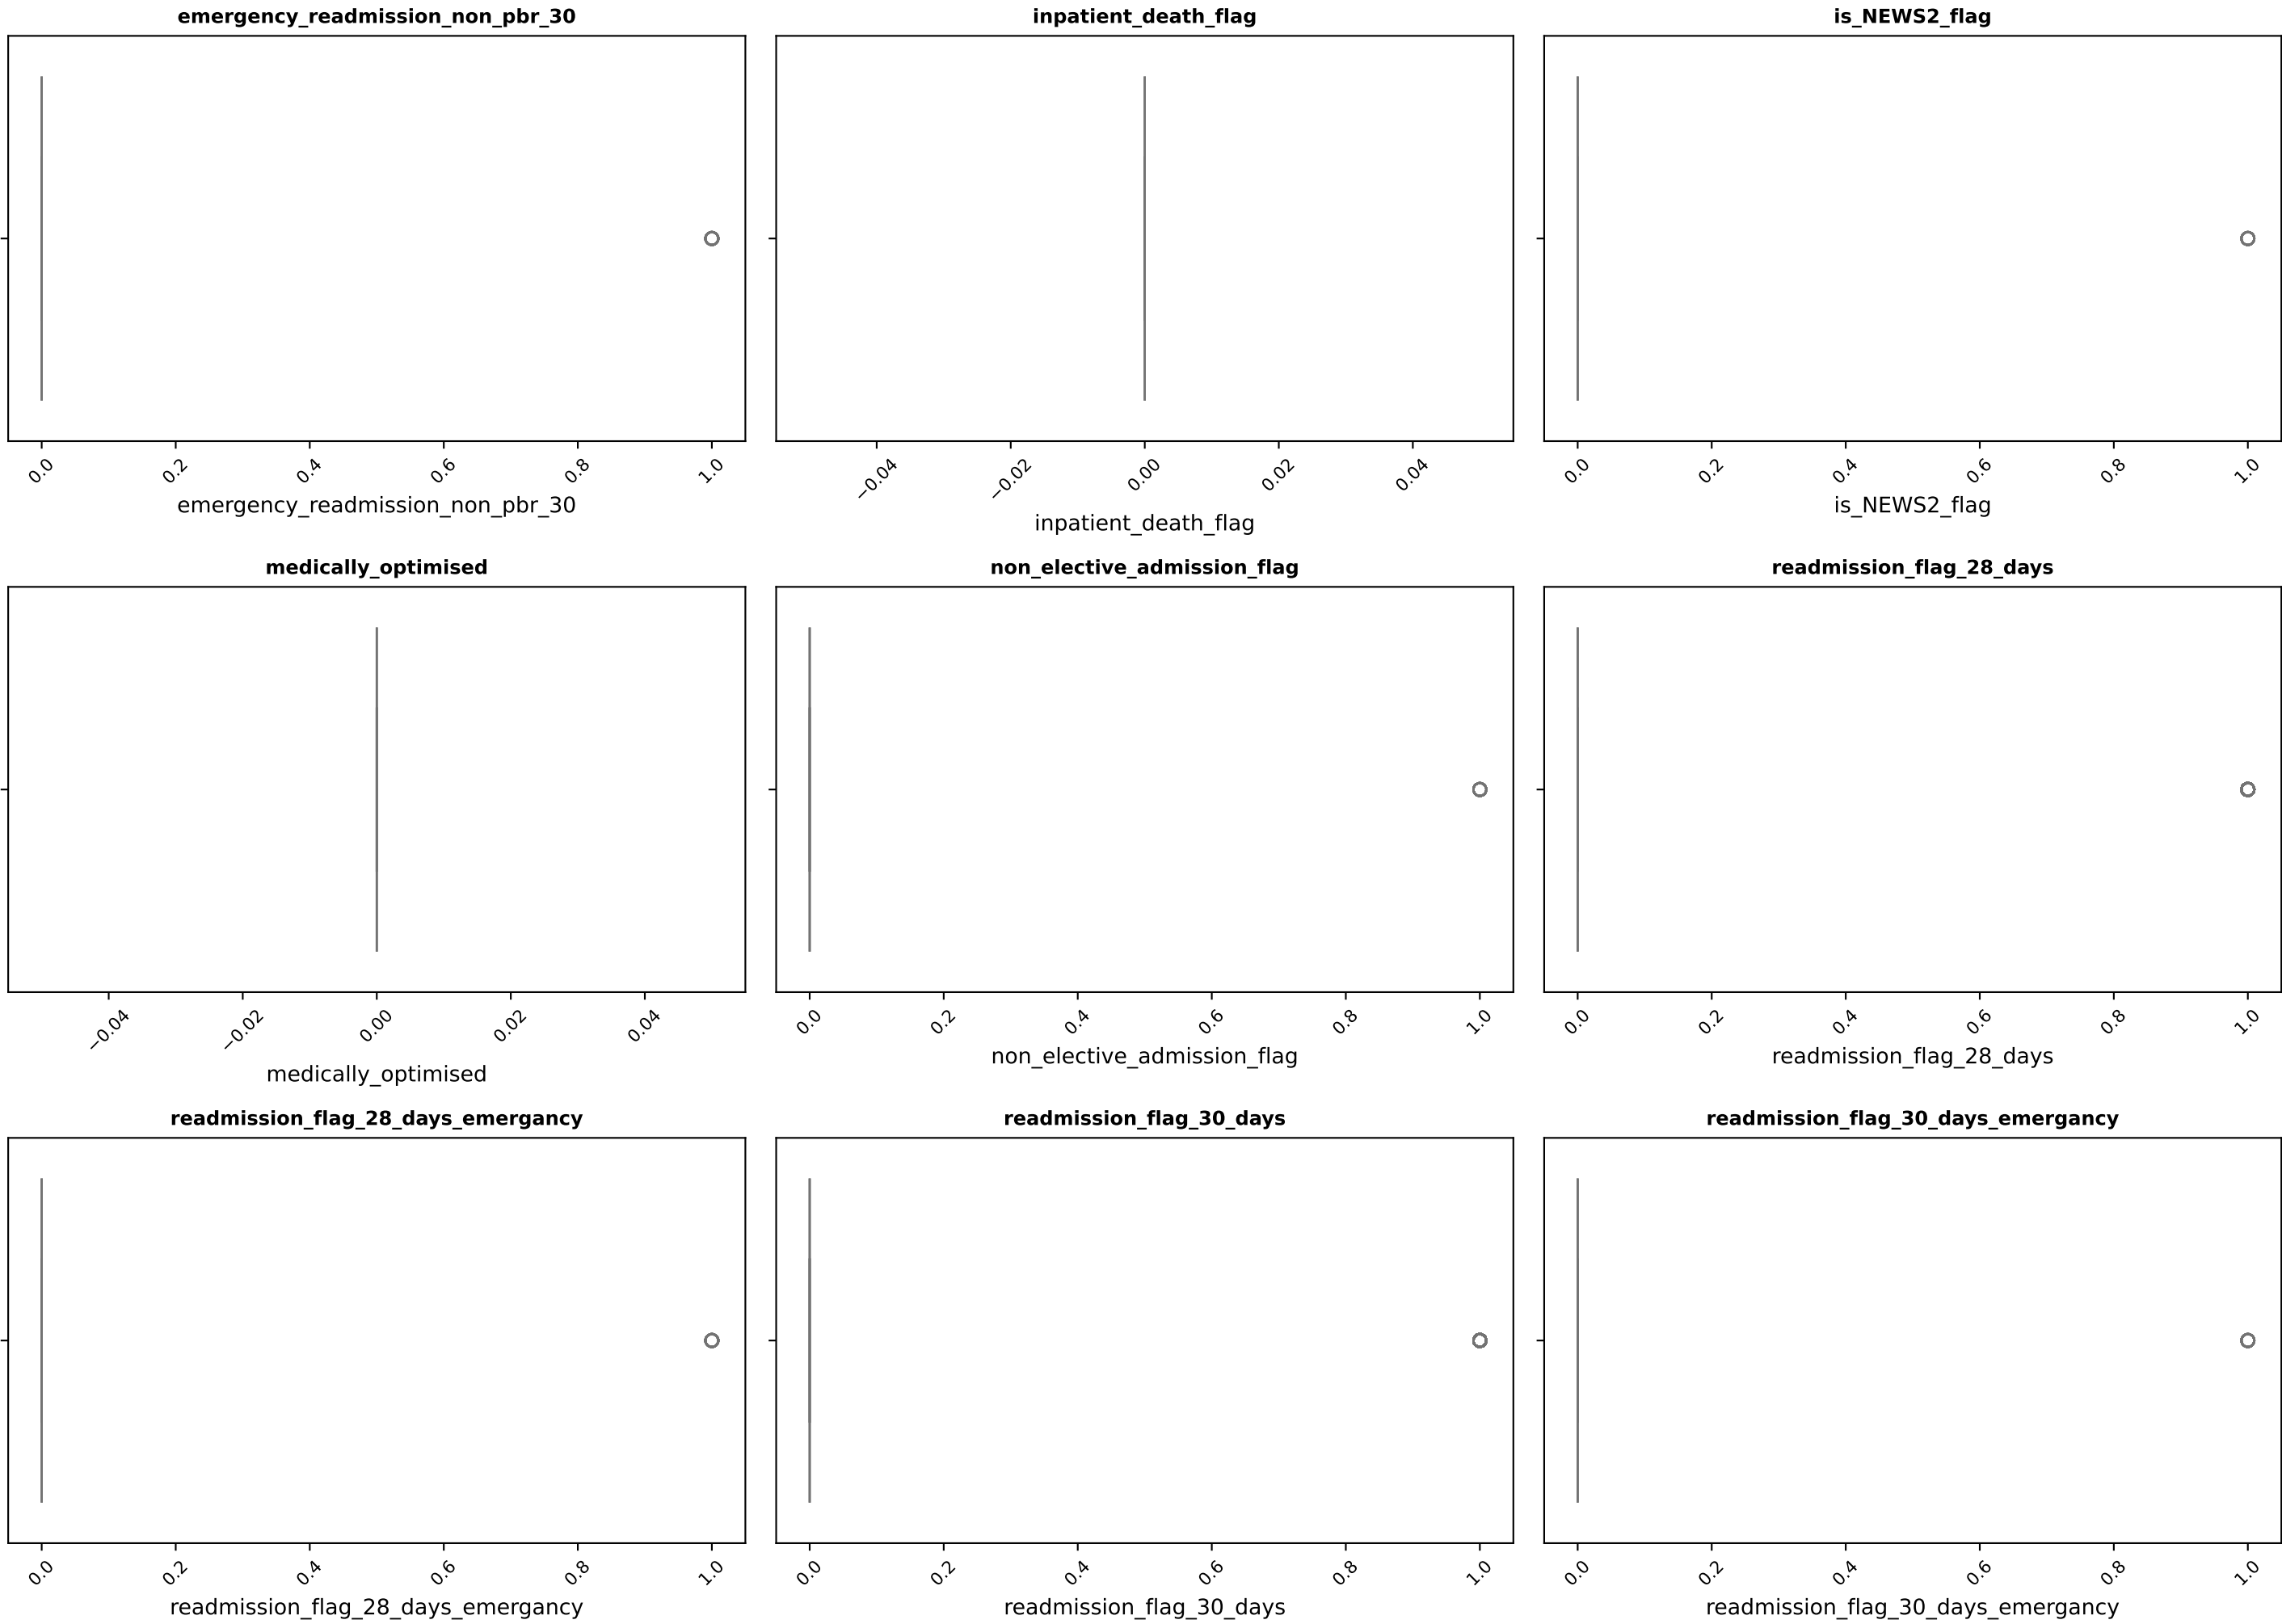 emergency_readmission_non_pbr_30
inpatient_death_flag
is_NEWS2_flag
0.0 0.2 0.4 0.6 0.8 1.0
−0.04 −0.02 0.00 0.02 0.04
0.0 0.2 0.4 0.6 0.8 1.0
emergency_readmission_non_pbr_30
inpatient_death_flag
is_NEWS2_flag
medically_optimised
non_elective_admission_flag
readmission_flag_28_days
−0.04 −0.02 0.00 0.02 0.04
0.0 0.2 0.4 0.6 0.8 1.0
0.0 0.2 0.4 0.6 0.8 1.0
medically_optimised
non_elective_admission_flag
readmission_flag_28_days
readmission_flag_28_days_emergancy
readmission_flag_30_days
readmission_flag_30_days_emergancy
0.0 0.2 0.4 0.6 0.8 1.0
0.0 0.2 0.4 0.6 0.8 1.0
0.0 0.2 0.4 0.6 0.8 1.0
readmission_flag_28_days_emergancy
readmission_flag_30_days
readmission_flag_30_days_emergancy